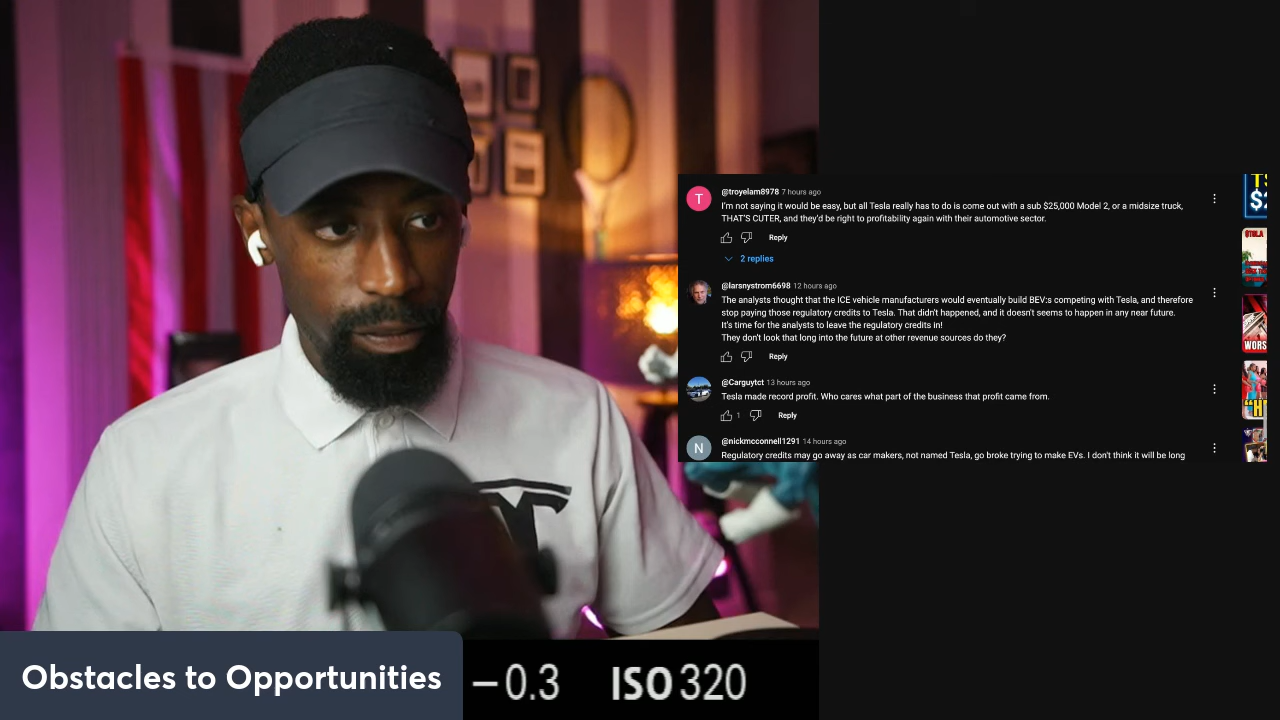 @troyelam8978 7 hours ago
I'm not saying it would be easy, but all Tesla really has to do is come out with a sub $25,000 Model 2, or a midsize truck,
THAT'S CUTER, and they'd be right to profitability again with their automotive sector.
Reply
2 replies
@larsnystrom6698 12 hours ago
The analysts thought that the ICE vehicle manufacturers would eventually build BEV:s competing with Tesla, and therefore
stop paying those regulatory credits to Tesla. That didn't happened, and it doesn't seems to happen in any near future.
It's time for the analysts to leave the regulatory credits in!
They don't look that long into the future at other revenue sources do they?
Reply
@Carguytct 13 hours ago
Tesla made record profit. Who cares what part of the business that profit came from.
1 Reply
@nickmcconnell1291 14 hours ago
Regulatory credits may go away as car makers, not named Tesla, go broke trying to make EVs. I don't think it will be long
T
N
WORS
"H
Obstacles to Opportunities
– 0.3 ISO 320